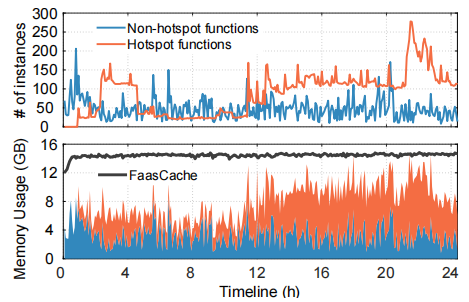 # of instances
300
250
200
150
100
50
0
Non-hotspot functions
Hotspot functions
Memory Usage (GB)
16
12
8
4
0
FaasCache
0 4 8 12 16 20 24
Timeline (h)